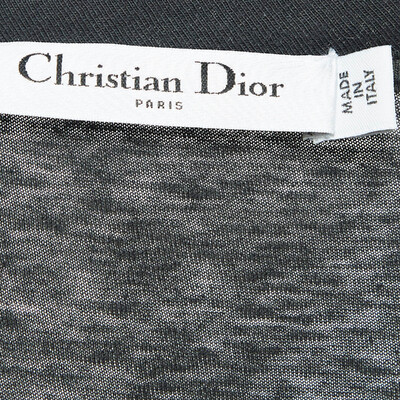 Christian Dior
PARIS
MADE
IN
ITALY